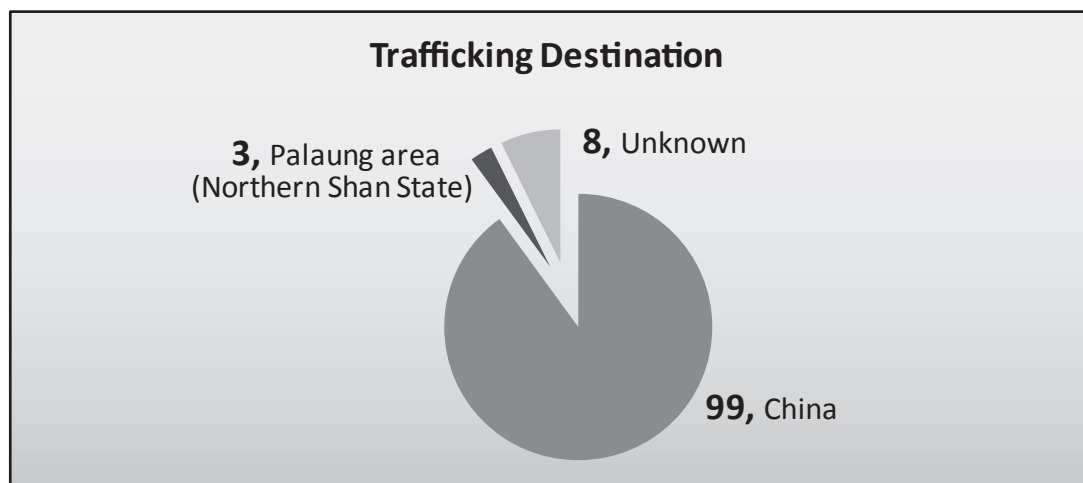 Trafficking Destination
3, Palaung area
(Northern Shan State)
8, Unknown
99, China